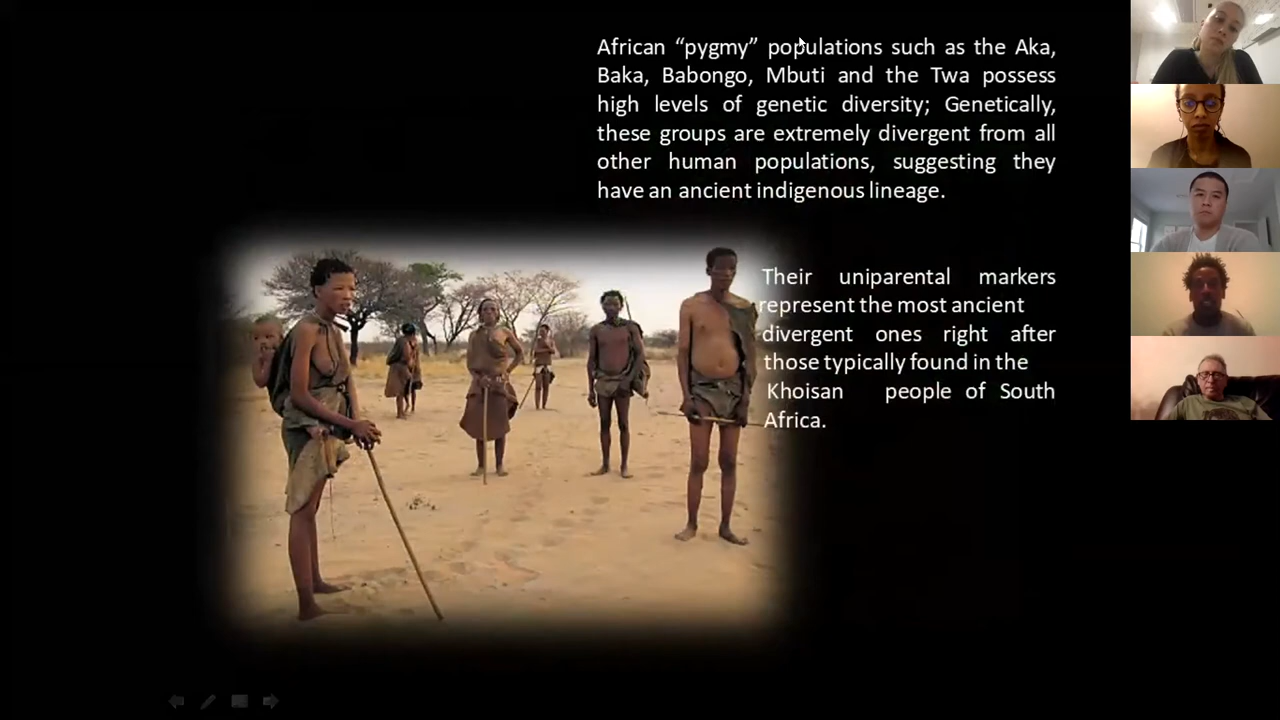 African “pygmy” populations such as the Aka,
Baka, Babongo, Mbuti and the Twa possess
high levels of genetic diversity; Genetically,
these groups are extremely divergent from all
other human populations, suggesting they
have an ancient indigenous lineage.
Their uniparental markers
represent the most ancient
divergent ones right after
those typically found in the
Khoisan people of South
Africa.